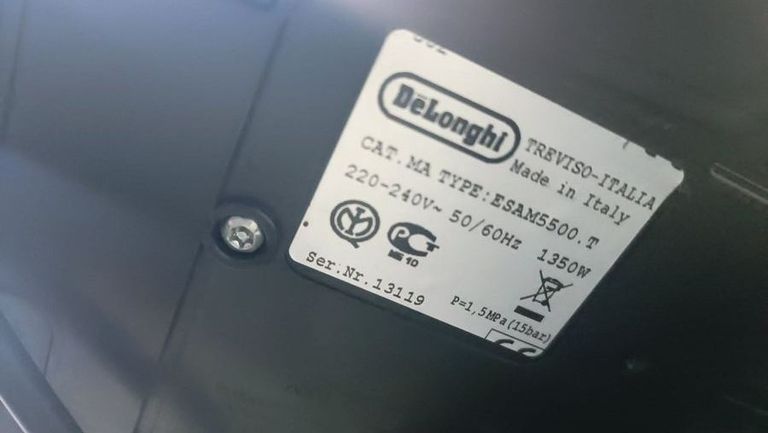 DeLonghi
TREVISO-ITALIA
Made in Italy
CAT.MA TYPE:ESAM5500.T
220-240V~ 50/60Hz 1350W
Ser.Nr.13119
P=1,5MPa(15bar)